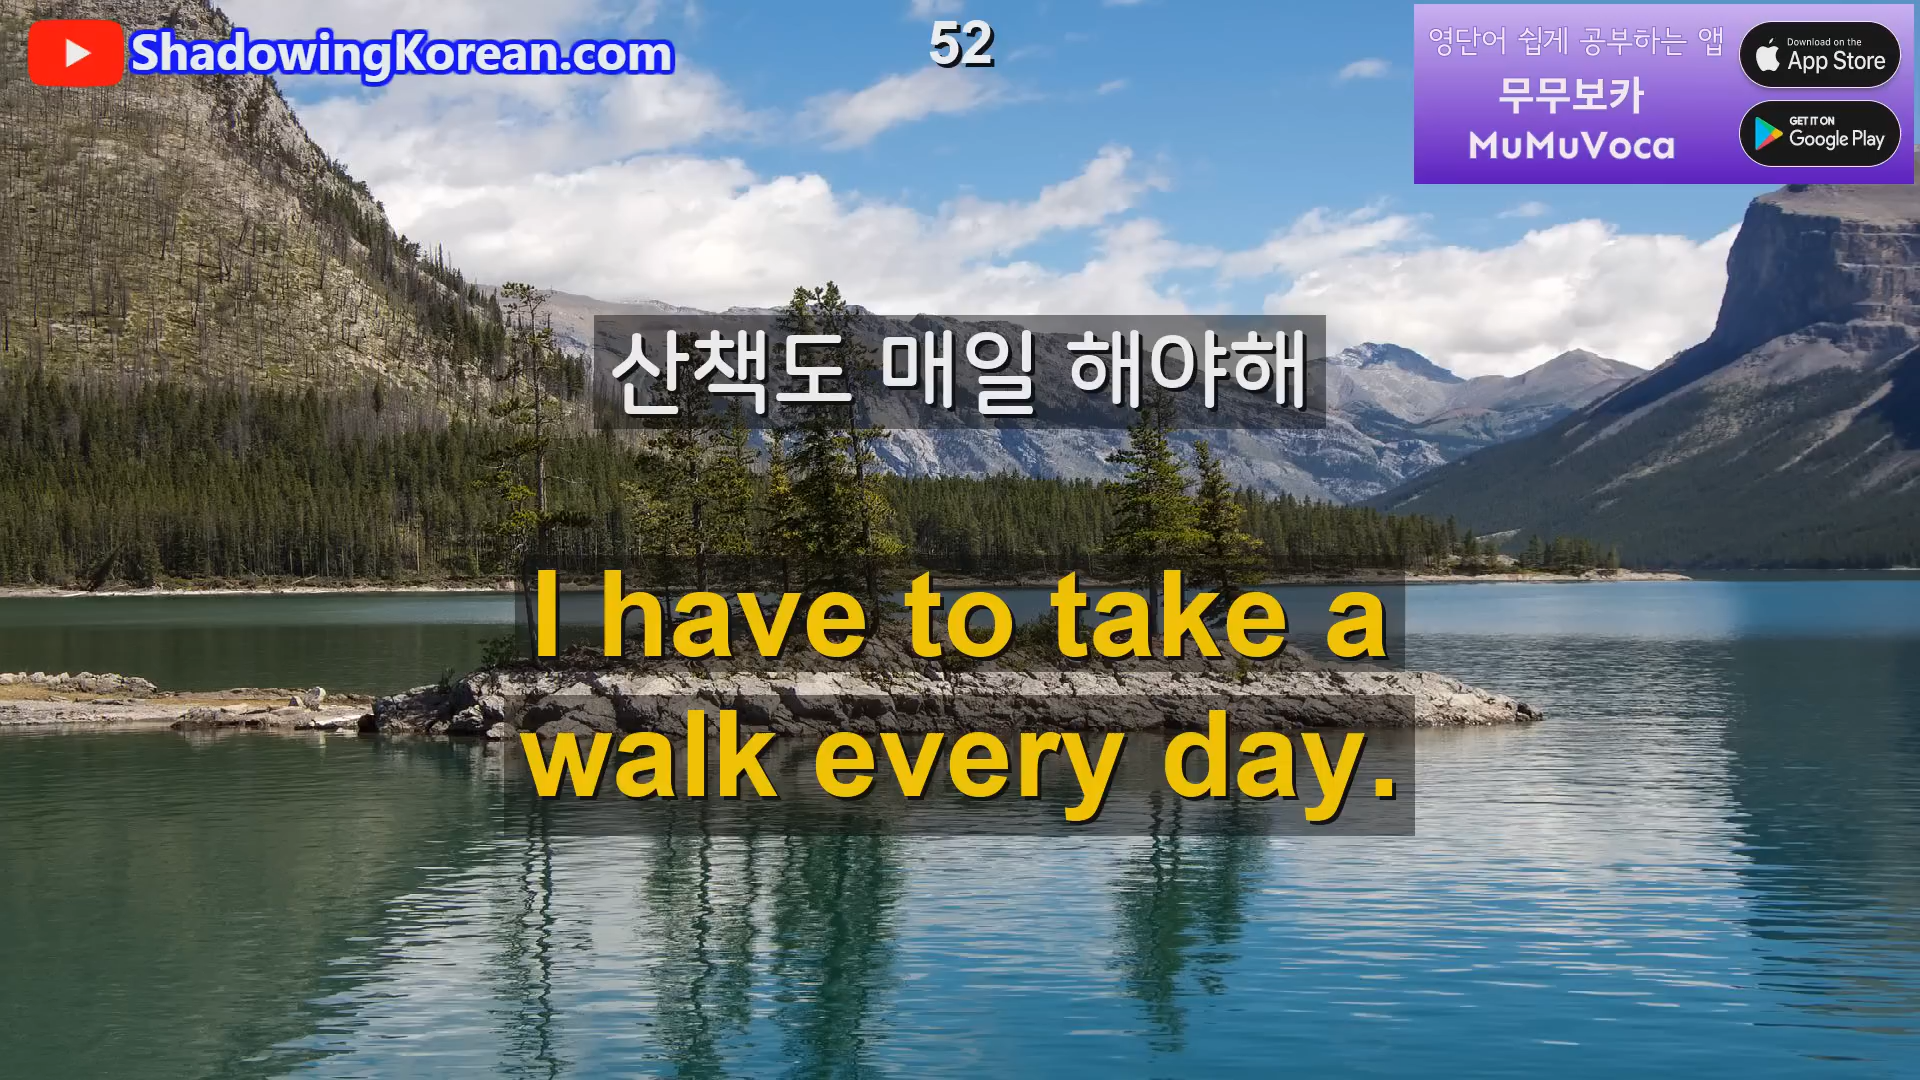 ShadowingKorean.com
52
영단어 쉽게 공부하는 앱
무무보카
MuMuVoca
Download on the
App Store
GET IT ON
Google Play
산책도 매일 해야해
I have to take a
walk every day.